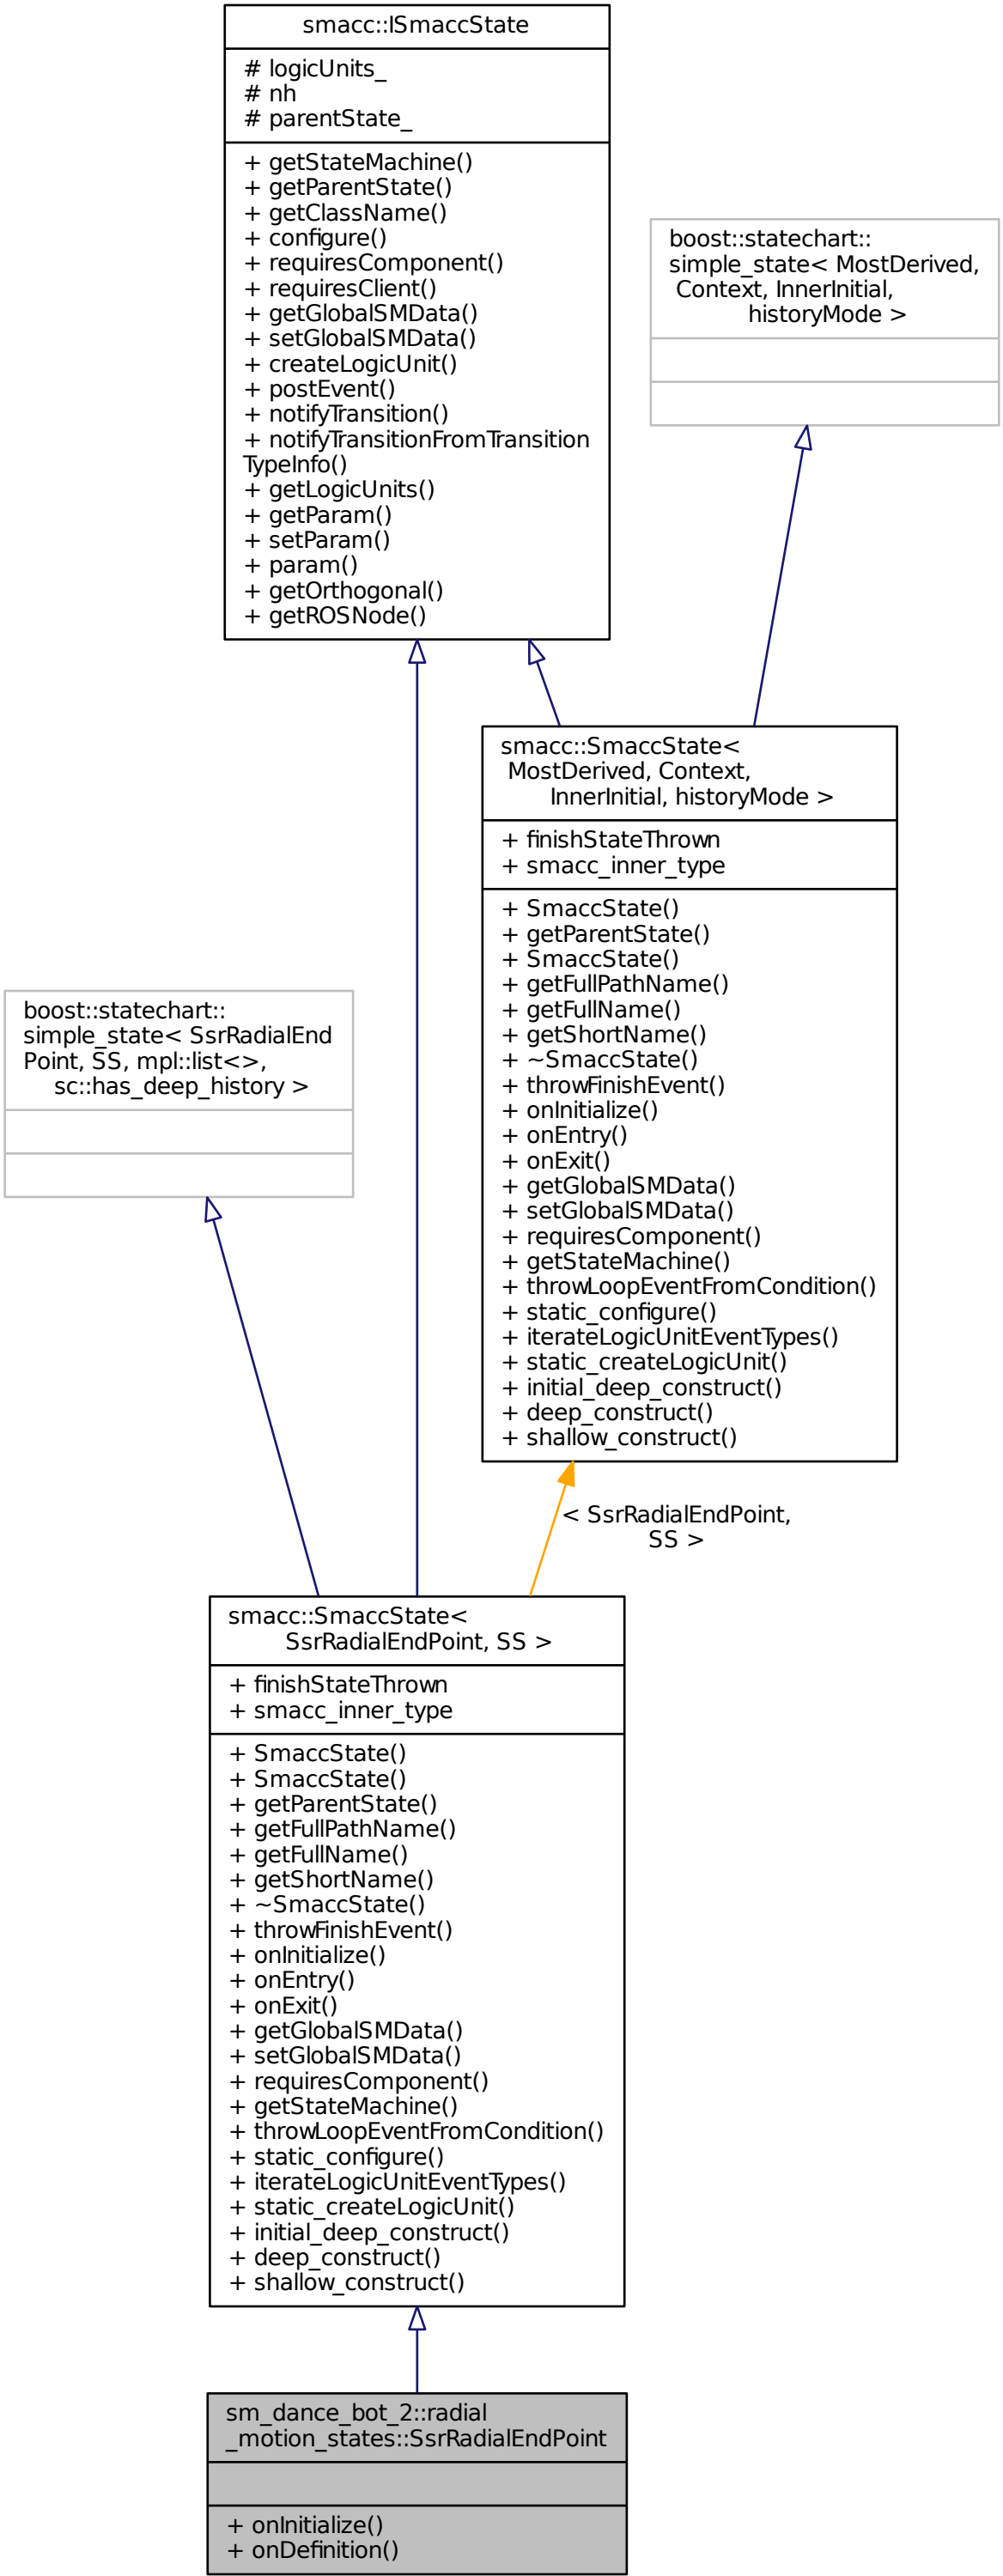 smacc::ISmaccState
# logicUnits_
# nh
# parentState_
+ getStateMachine()
+ getParentState()
+ getClassName()
+ configure()
+ requiresComponent()
+ requiresClient()
+ getGlobalSMData()
+ setGlobalSMData()
+ createLogicUnit()
+ postEvent()
+ notifyTransition()
+ notifyTransitionFromTransition
TypeInfo()
+ getLogicUnits()
+ getParam()
+ setParam()
+ param()
+ getOrthogonal()
+ getROSNode()
boost::statechart::
simple_state< MostDerived,
Context, InnerInitial,
historyMode >
smacc::SmaccState<
MostDerived, Context,
InnerInitial, historyMode >
+ finishStateThrown
+ smacc_inner_type
+ SmaccState()
+ getParentState()
+ SmaccState()
+ getFullPathName()
+ getFullName()
+ getShortName()
+ ~SmaccState()
+ throwFinishEvent()
+ onInitialize()
+ onEntry()
+ onExit()
+ getGlobalSMData()
+ setGlobalSMData()
+ requiresComponent()
+ getStateMachine()
+ throwLoopEventFromCondition()
+ static_configure()
+ iterateLogicUnitEventTypes()
+ static_createLogicUnit()
+ initial_deep_construct()
+ deep_construct()
+ shallow_construct()
boost::statechart::
simple_state< SsrRadialEnd
Point, SS, mpl::list<>,
sc::has_deep_history >
< SsrRadialEndPoint,
SS >
smacc::SmaccState<
SsrRadialEndPoint, SS >
+ finishStateThrown
+ smacc_inner_type
+ SmaccState()
+ SmaccState()
+ getParentState()
+ getFullPathName()
+ getFullName()
+ getShortName()
+ ~SmaccState()
+ throwFinishEvent()
+ onInitialize()
+ onEntry()
+ onExit()
+ getGlobalSMData()
+ setGlobalSMData()
+ requiresComponent()
+ getStateMachine()
+ throwLoopEventFromCondition()
+ static_configure()
+ iterateLogicUnitEventTypes()
+ static_createLogicUnit()
+ initial_deep_construct()
+ deep_construct()
+ shallow_construct()
sm_dance_bot_2::radial
_motion_states::SsrRadialEndPoint
+ onInitialize()
+ onDefinition()